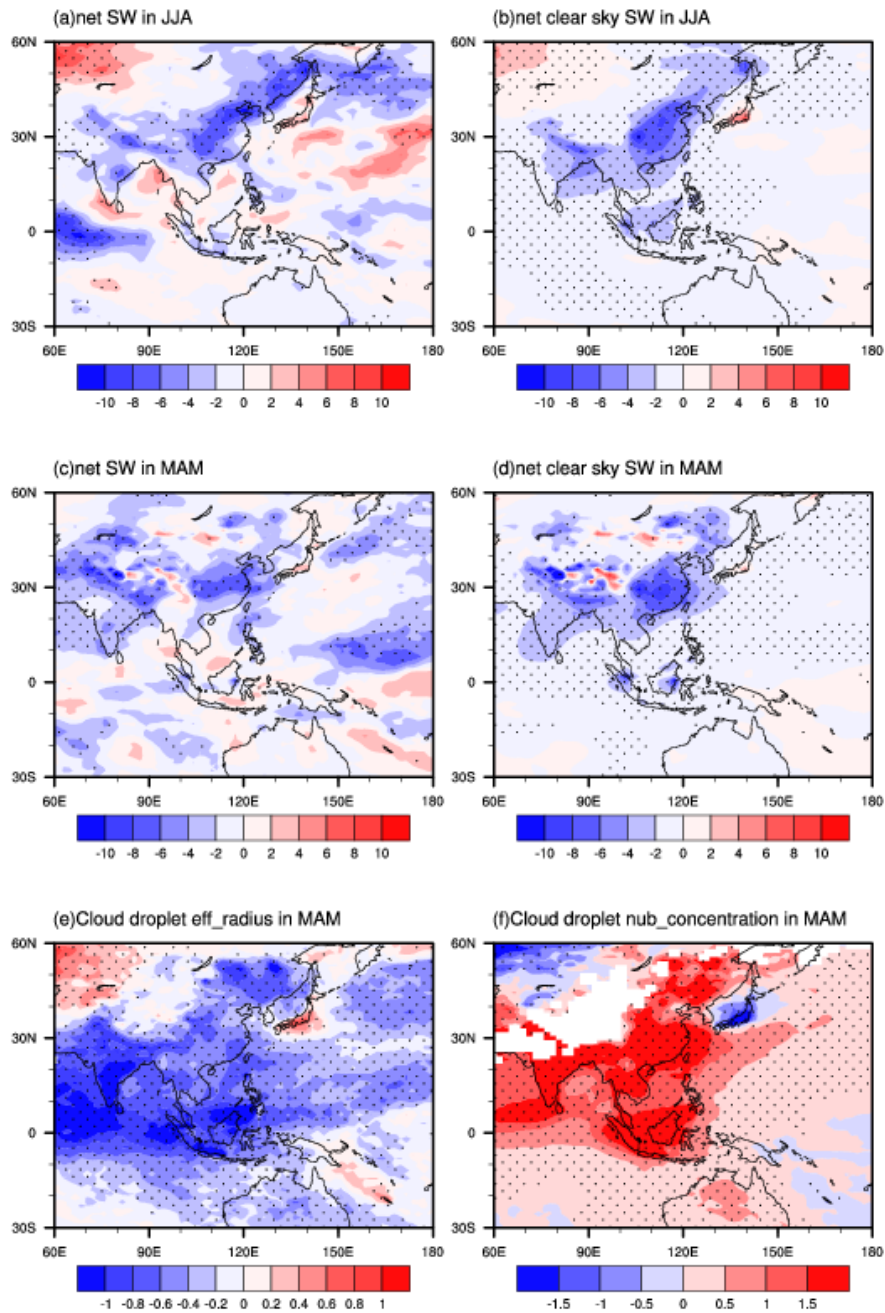 (a)net SW in JJA
(b)net clear sky SW in JJA
60N
30N
0
30S
60E 90E 120E 150E 180
60N
30N
0
30S
60E 90E 120E 150E 180
-10 -8 -6 -4 -2 0 2 4 6 8 10
-10 -8 -6 -4 -2 0 2 4 6 8 10
(c)net SW in MAM
(d)net clear sky SW in MAM
60N
30N
0
30S
60E 90E 120E 150E 180
60N
30N
0
30S
60E 90E 120E 150E 180
-10 -8 -6 -4 -2 0 2 4 6 8 10
-10 -8 -6 -4 -2 0 2 4 6 8 10
(e)Cloud droplet eff_radius in MAM
(f)Cloud droplet nub_concentration in MAM
60N
30N
0
30S
60E 90E 120E 150E 180
60N
30N
0
30S
60E 90E 120E 150E 180
-1 -0.8 -0.6 -0.4 -0.2 0 0.2 0.4 0.6 0.8 1
-1.5 -1 -0.5 0 0.5 1 1.5